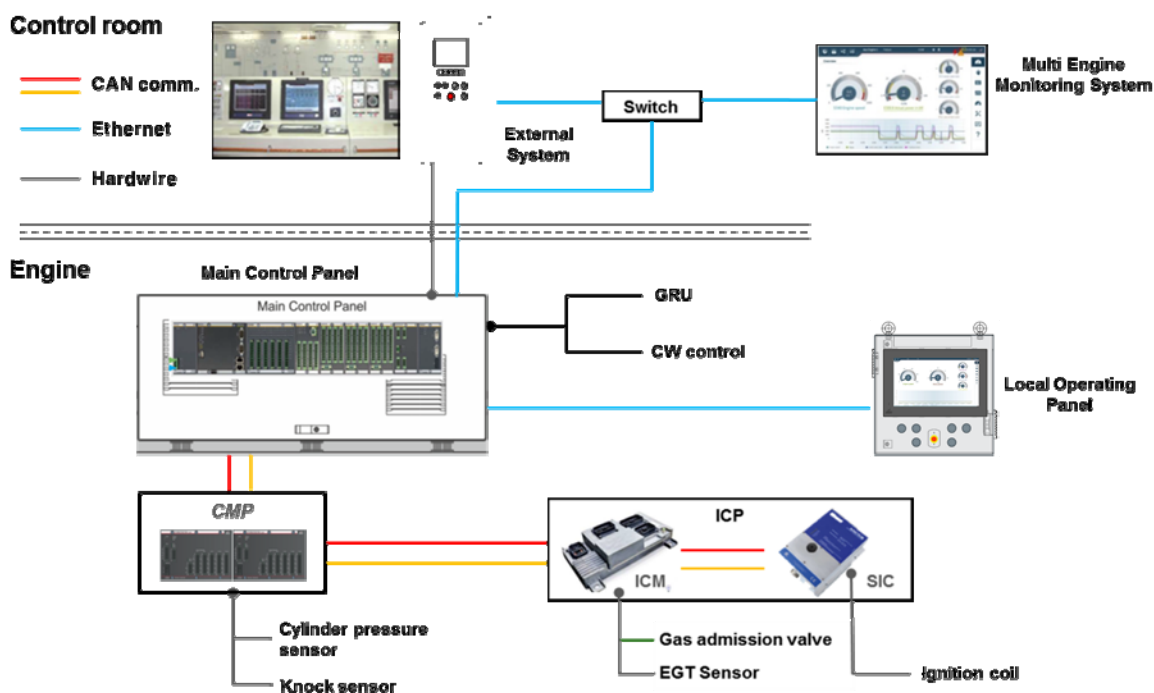 Control room
CAN comm.
Ethernet
Hardwire
External
System
Switch
Multi Engine
Monitoring System
Engine
Main Control Panel
Main Control Panel
GRU
CW control
Local Operating
Panel
CMP
ICP
ICM
SIC
Cylinder pressure
sensor
Knock sensor
Gas admission valve
EGT Sensor
Ignition coil